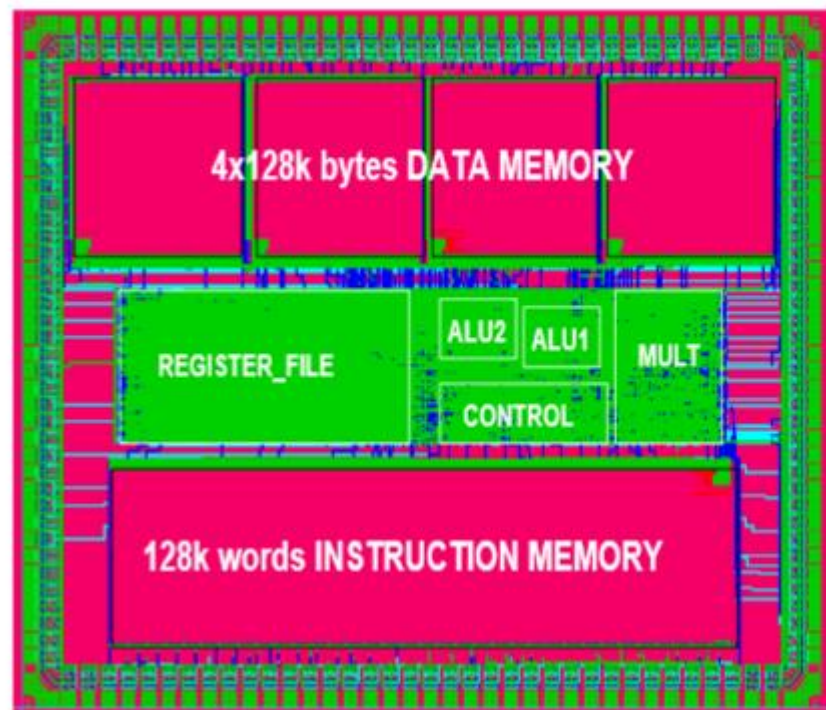 4x128k bytes DATA MEMORY
REGISTER_FILE
ALU2
ALU1
MULT
CONTROL
128k words INSTRUCTION MEMORY